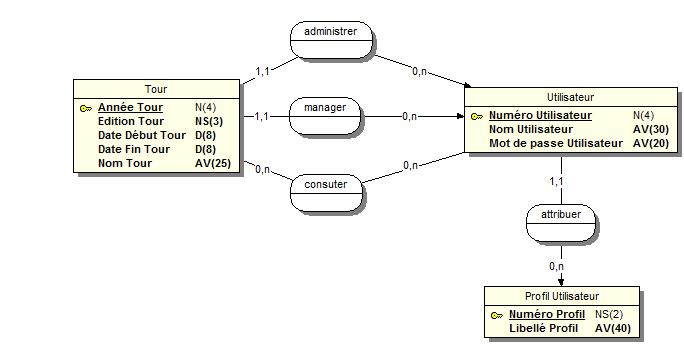 administrer
1,1
0,n
Tour
Année Tour N(4)
Edition Tour NS(3)
Date Début Tour D(8)
Date Fin Tour D(8)
Nom Tour AV(25)
1,1
manager
0,n
Utilisateur
Numéro Utilisateur N(4)
Nom Utilisateur AV(30)
Mot de passe Utilisateur AV(20)
0,n
consuter
0,n
1,1
attribuer
0,n
Profil Utilisateur
Numéro Profil NS(2)
Libellé Profil AV(40)